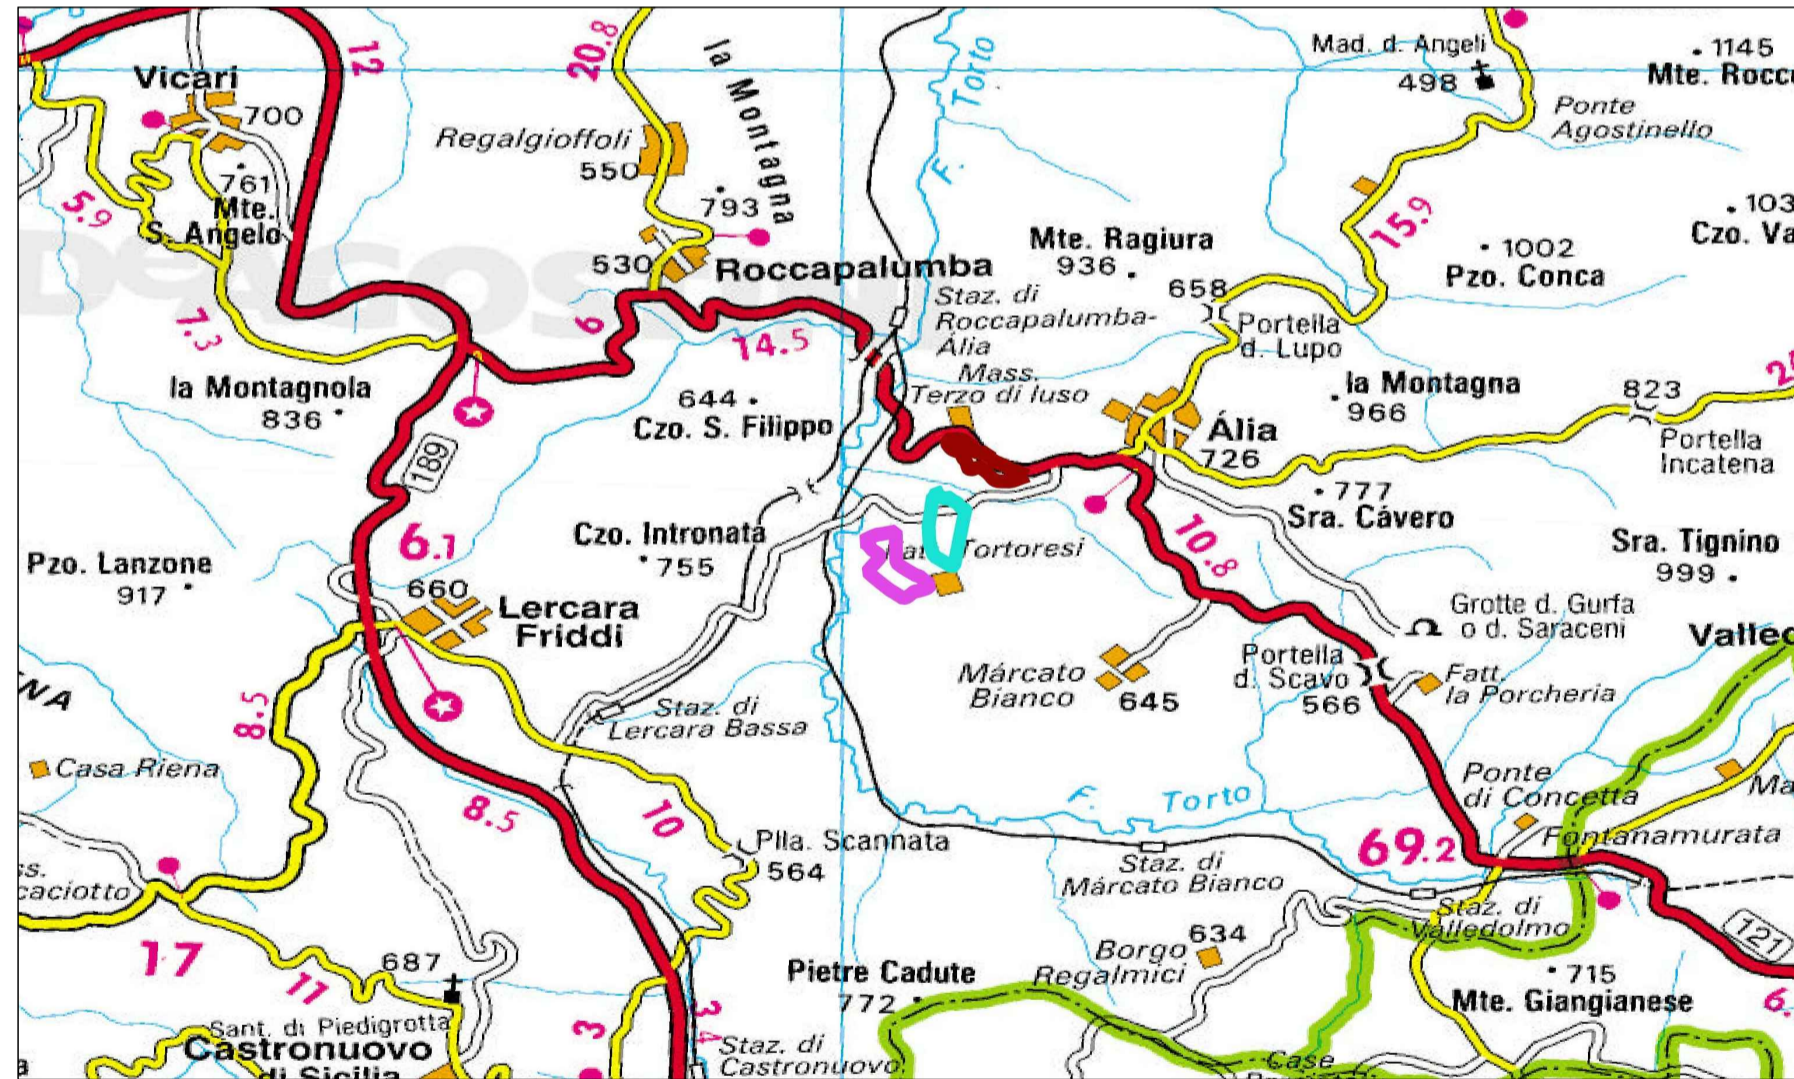 12
20.8
la Montagna
F. Torto
Mad. d. Angeli
498
1145
Vicari
700
Regalgioffoli
550
Ponte
Agostinello
761
Mte.
S. Angelo
5.9
793
530
Roccapalumba
Mte. Ragiura
936
15.9
1002
Pzo. Conca
DeAGOSTINI
7.3
6
14.5
Staz. di
Roccapalumba-
Alia
658
Portella
d. Lupo
la Montagnola
836
644
Czo. S. Filippo
Mass.
Terzo di Iuso
la Montagna
966
823
Portella
Incatena
Ália
726
189
6.1
Czo. Intronata
755
Tortoresi
777
Sra. Cávero
10.8
Sra. Tignino
999
Pzo. Lanzone
917
660
Lercara
Friddi
Grotte d. Gurfa
o d. Saraceni
Márcato
Bianco
645
Portella
d. Scavo
566
Fatt.
la Porcheria
8.5
Staz. di
Lercara Bassa
Casa Riena
8.5
10
F. Torto
Ponte
di Concetta
Fontanamurata
69.2
Plla. Scannata
564
Staz. di
Márcato Bianco
Staz. di
Valledolmo
121
17
11
687
Borgo
Regalmici
634
Pietre Cadute
772
715
Mte. Giangianese
Sant. di Piedigrotta
Castronuovo
di Sicilia
3
3.4
Staz. di
Castronuovo
Case